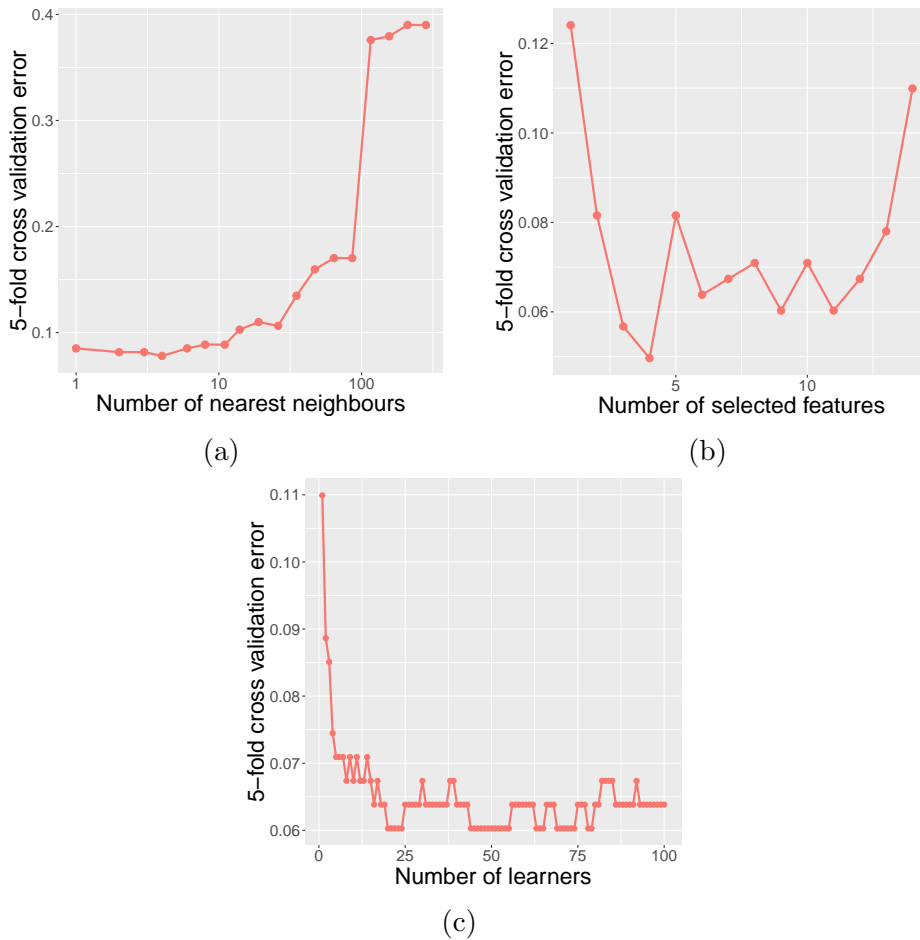 0.4
0.3
0.2
0.1
5−fold cross validation error
1
10
100
Number of nearest neighbours
(a)
0.12
0.10
0.08
0.06
5−fold cross validation error
5
10
Number of selected features
(b)
0.11
0.10
0.09
0.08
0.07
0.06
5−fold cross validation error
0
25
50
75
100
Number of learners
(c)